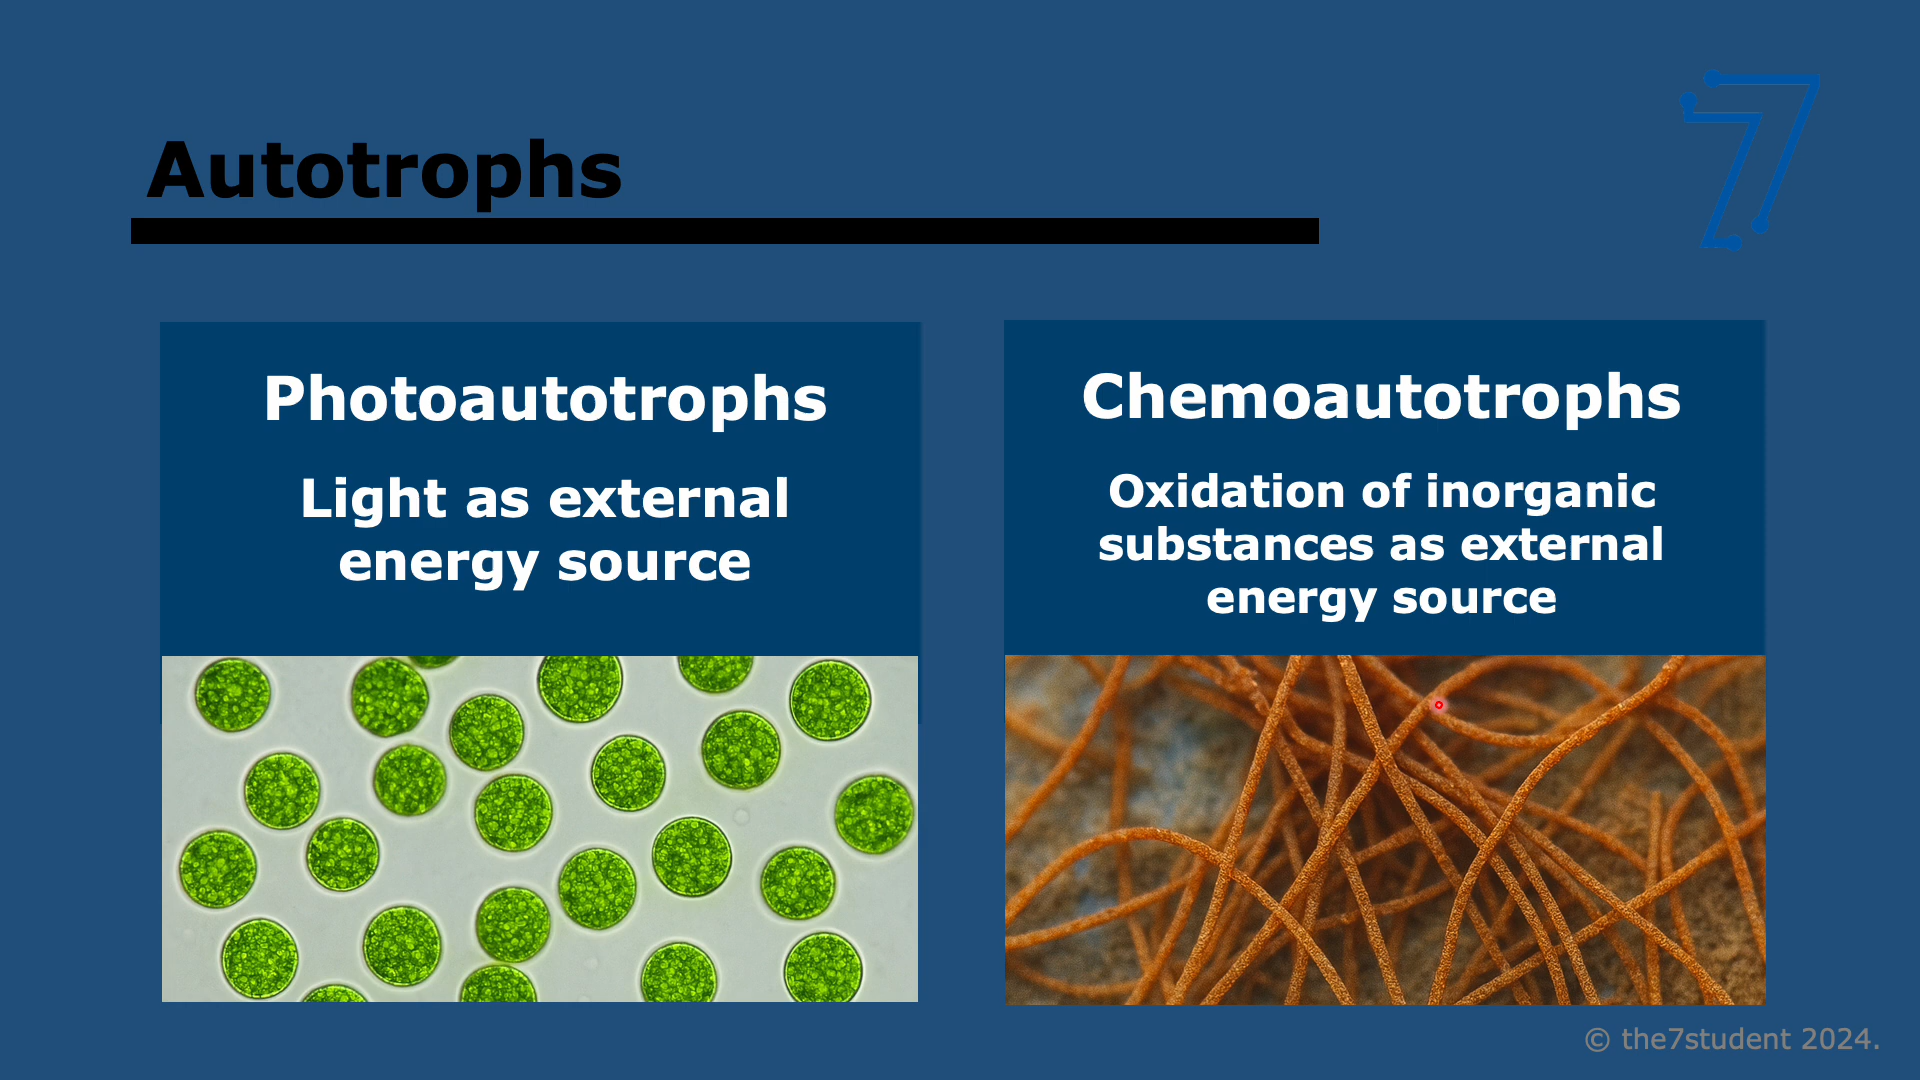 Autotrophs
Photoautotrophs
Light as external
energy source
Chemoautotrophs
Oxidation of inorganic
substances as external
energy source
© the7student 2024.